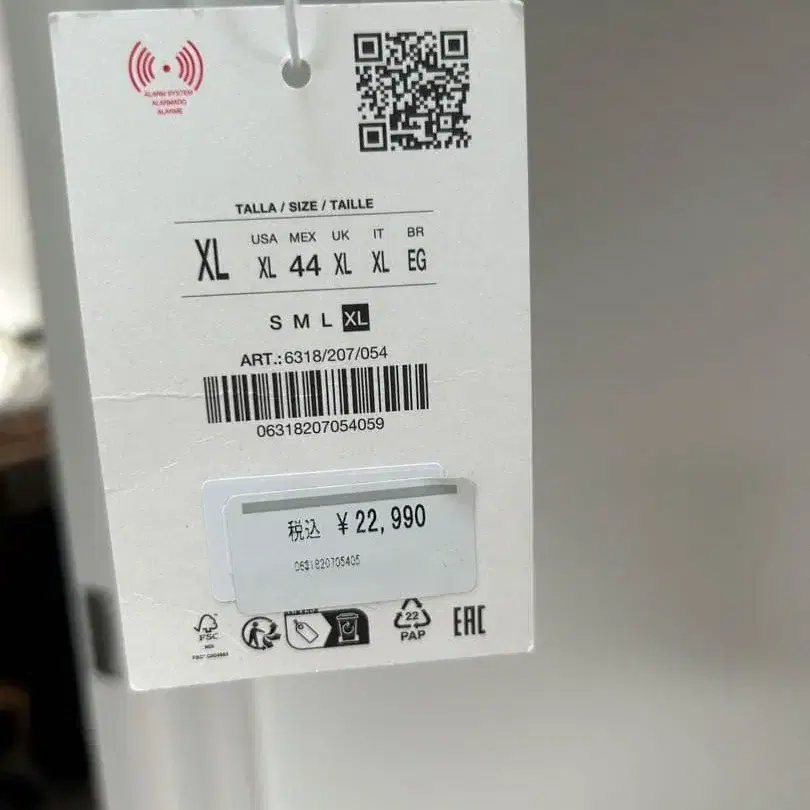 ALARM SYSTEM
ALARMADO
ALARME
TALLA / SIZE / TAILLE
USA MEX UK IT BR
XL XL 44 XL XL EG
S M L XL
ART.: 6318/207/054
06318207054059
税込 ¥22,990
0631820705405
FSC
22
PAP
EAC